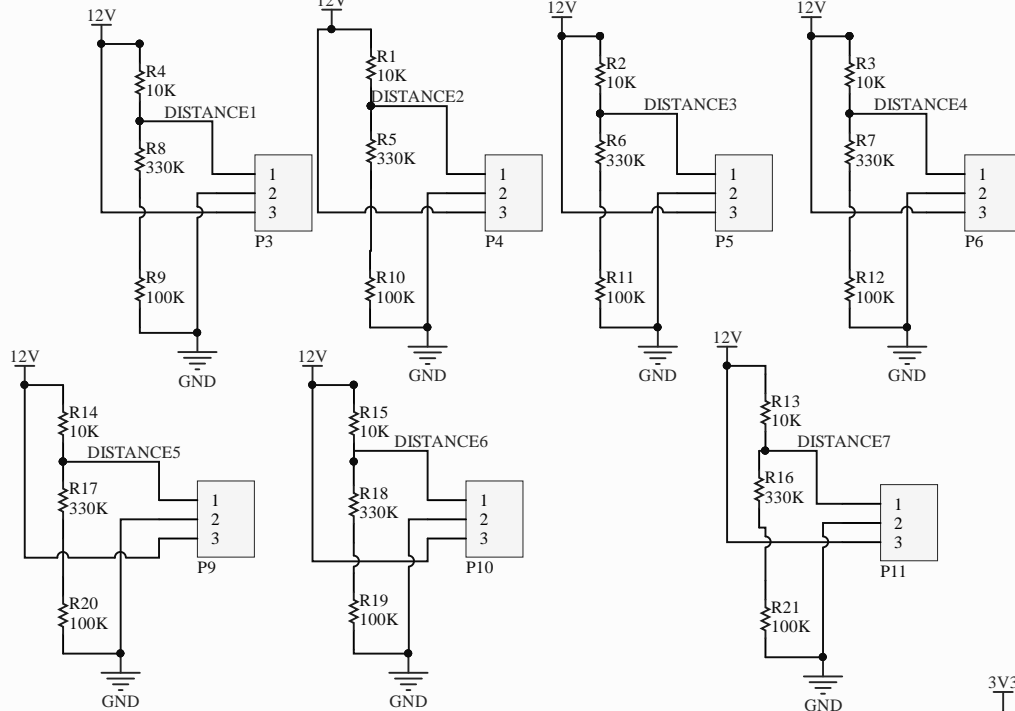 12V
R4
10K
DISTANCE1
R8
330K
1
2
3
P3
R9
100K
GND
12V
R1
10K
DISTANCE2
R5
330K
1
2
3
P4
R10
100K
GND
12V
R2
10K
DISTANCE3
R6
330K
1
2
3
P5
R11
100K
GND
12V
R3
10K
DISTANCE4
R7
330K
1
2
3
P6
R12
100K
GND
12V
R14
10K
DISTANCE5
R17
330K
1
2
3
P9
R20
100K
GND
12V
R15
10K
DISTANCE6
R18
330K
1
2
3
P10
R19
100K
GND
12V
R13
10K
DISTANCE7
R16
330K
1
2
3
P11
R21
100K
GND
3V3